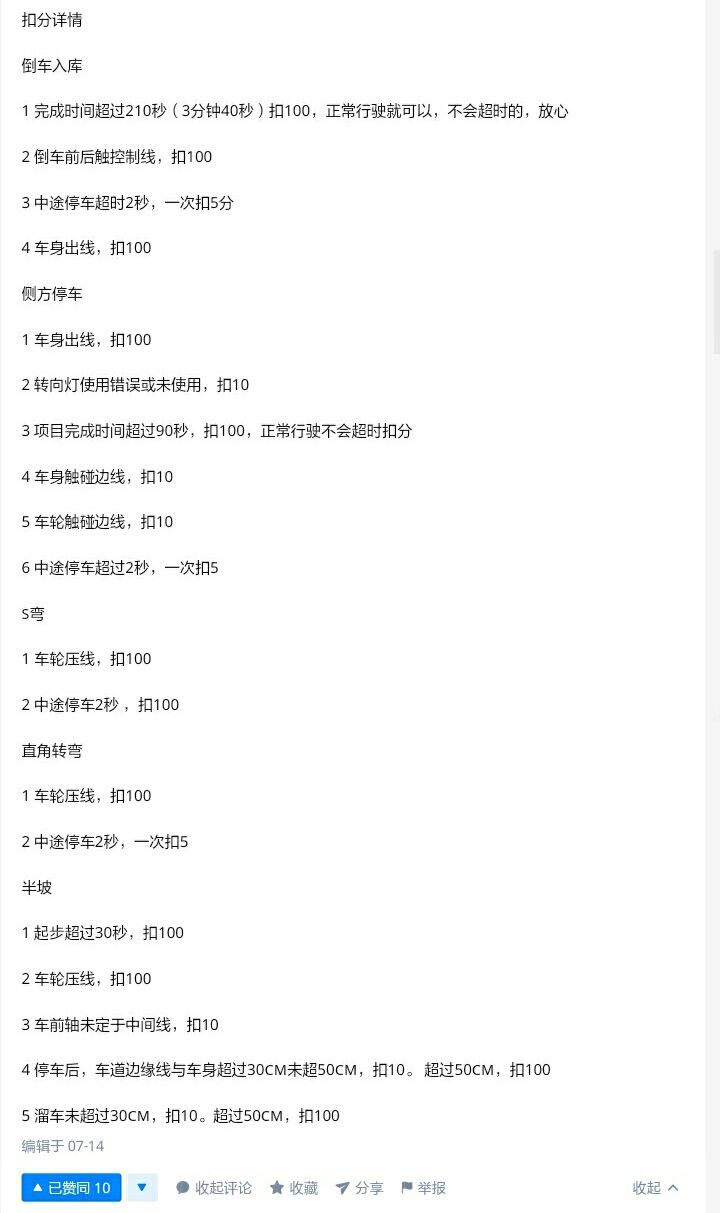 扣分详情
倒车入库
1 完成时间超过210秒（3分钟40秒）扣100，正常行驶就可以，不会超时的，放心
2 倒车前后触控制线，扣100
3 中途停车超时2秒，一次扣5分
4 车身出线，扣100
侧方停车
1 车身出线，扣100
2 转向灯使用错误或未使用，扣10
3 项目完成时间超过90秒，扣100，正常行驶不会超时扣分
4 车身触碰边线，扣10
5 车轮触碰边线，扣10
6 中途停车超过2秒，一次扣5
S弯
1 车轮压线，扣100
2 中途停车2秒 ，扣100
直角转弯
1 车轮压线，扣100
2 中途停车2秒，一次扣5
半坡
1 起步超过30秒，扣100
2 车轮压线，扣100
3 车前轴未定于中间线，扣10
4 停车后，车道边缘线与车身超过30CM未超50CM，扣10。 超过50CM，扣100
5 溜车未超过30CM，扣10。超过50CM，扣100
编辑于 07-14
已赞同 10 收起评论 收藏 分享 举报 收起